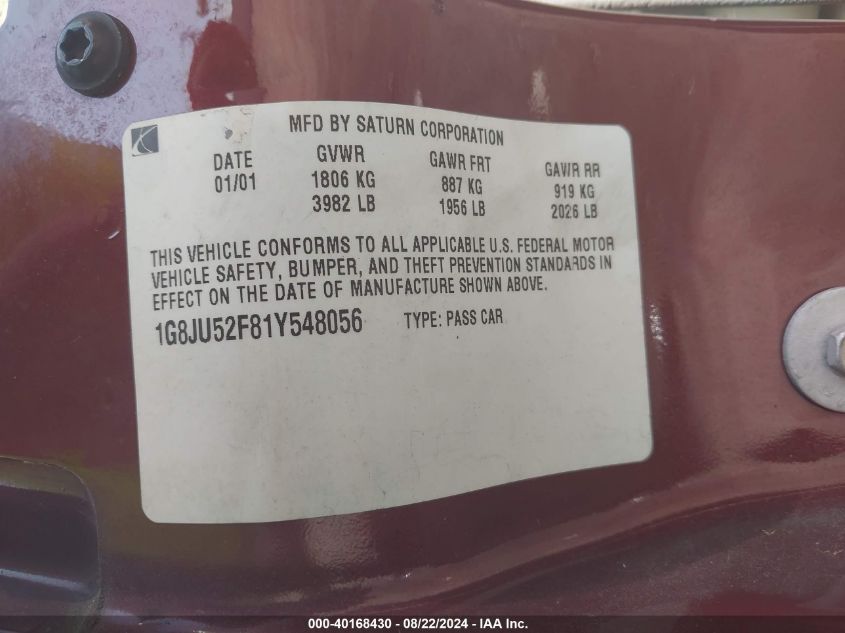 MFD BY SATURN CORPORATION
DATE GVWR GAWR FRT GAWR RR
01/01 1806 KG 887 KG 919 KG
3982 LB 1956 LB 2026 LB
THIS VEHICLE CONFORMS TO ALL APPLICABLE U.S. FEDERAL MOTOR
VEHICLE SAFETY, BUMPER, AND THEFT PREVENTION STANDARDS IN
EFFECT ON THE DATE OF MANUFACTURE SHOWN ABOVE.
1G8JU52F81Y548056 TYPE: PASS CAR
000-40168430 - 08/22/2024 - IAA Inc.